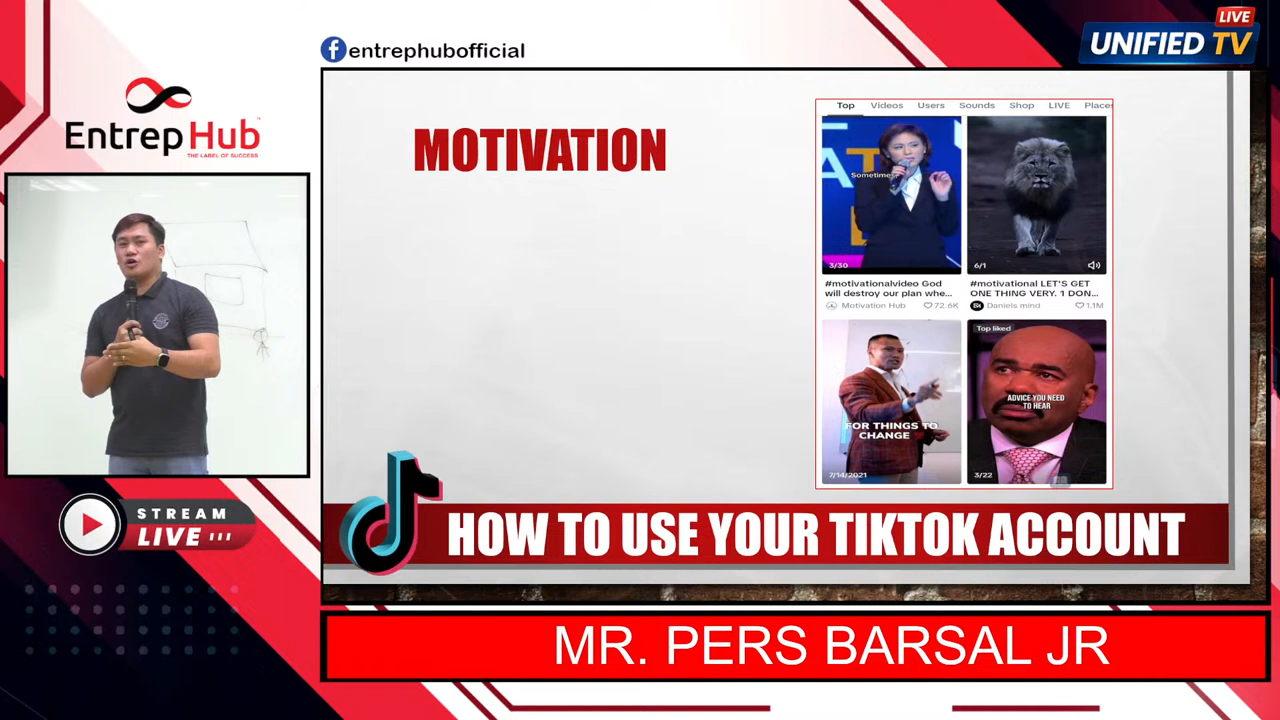 entrephubofficial
LIVE
UNIFIED TV
EntrepHub
THE LABEL OF SUCCESS
MOTIVATION
Top Videos Users Sounds Shop LIVE Places
Sometimes
3/30
6/1
#motivationalvideo God
will destroy our plan whe...
Motivation Hub 72.6K
#motivational LET'S GET
ONE THING VERY. 1 DON...
Daniels mind 1.1M
FOR THINGS TO
CHANGE
7/14/2021
Top liked
ADVICE YOU NEED
TO HEAR
3/22
STREAM
LIVE
HOW TO USE YOUR TIKTOK ACCOUNT
MR. PERS BARSAL JR